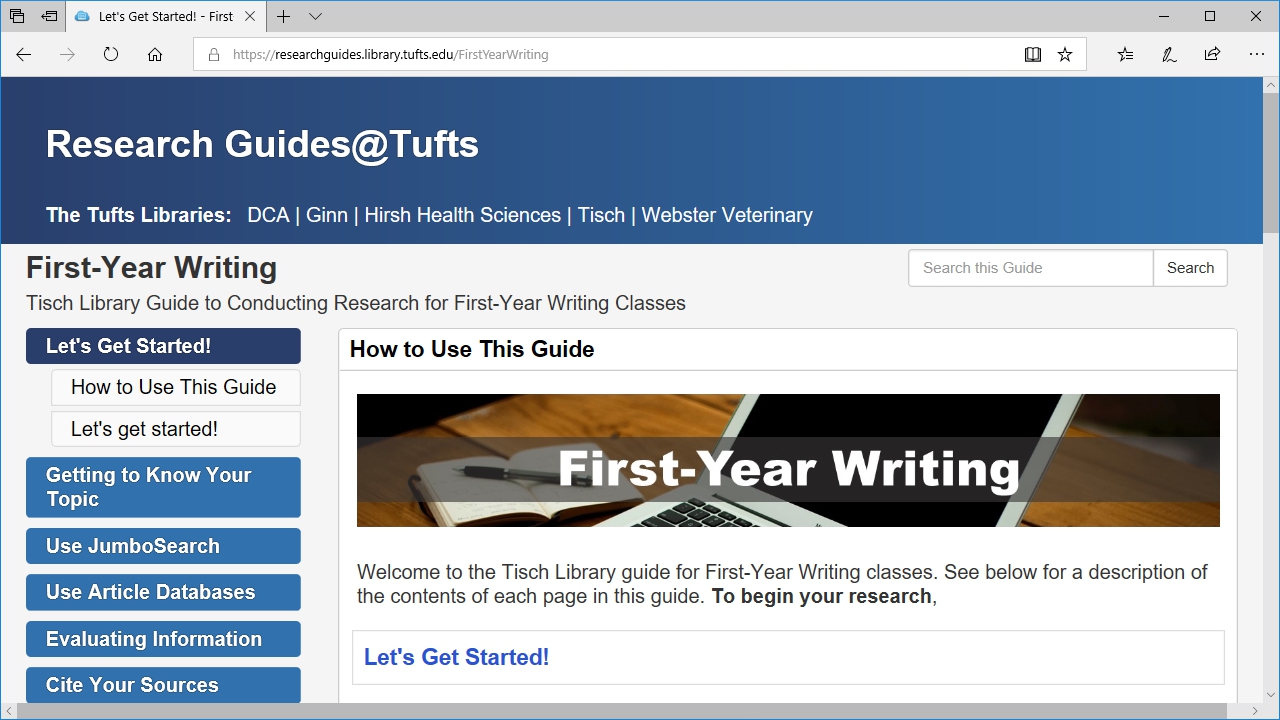 Let's Get Started! - First
https://researchguides.library.tufts.edu/FirstYearWriting
Research Guides@Tufts
The Tufts Libraries: DCA | Ginn | Hirsh Health Sciences | Tisch | Webster Veterinary
First-Year Writing
Search this Guide
Search
Tisch Library Guide to Conducting Research for First-Year Writing Classes
Let's Get Started!
How to Use This Guide
Let's get started!
Getting to Know Your
Topic
Use JumboSearch
Use Article Databases
Evaluating Information
Cite Your Sources
How to Use This Guide
First-Year Writing
Welcome to the Tisch Library guide for First-Year Writing classes. See below for a description of
the contents of each page in this guide. To begin your research,
Let's Get Started!